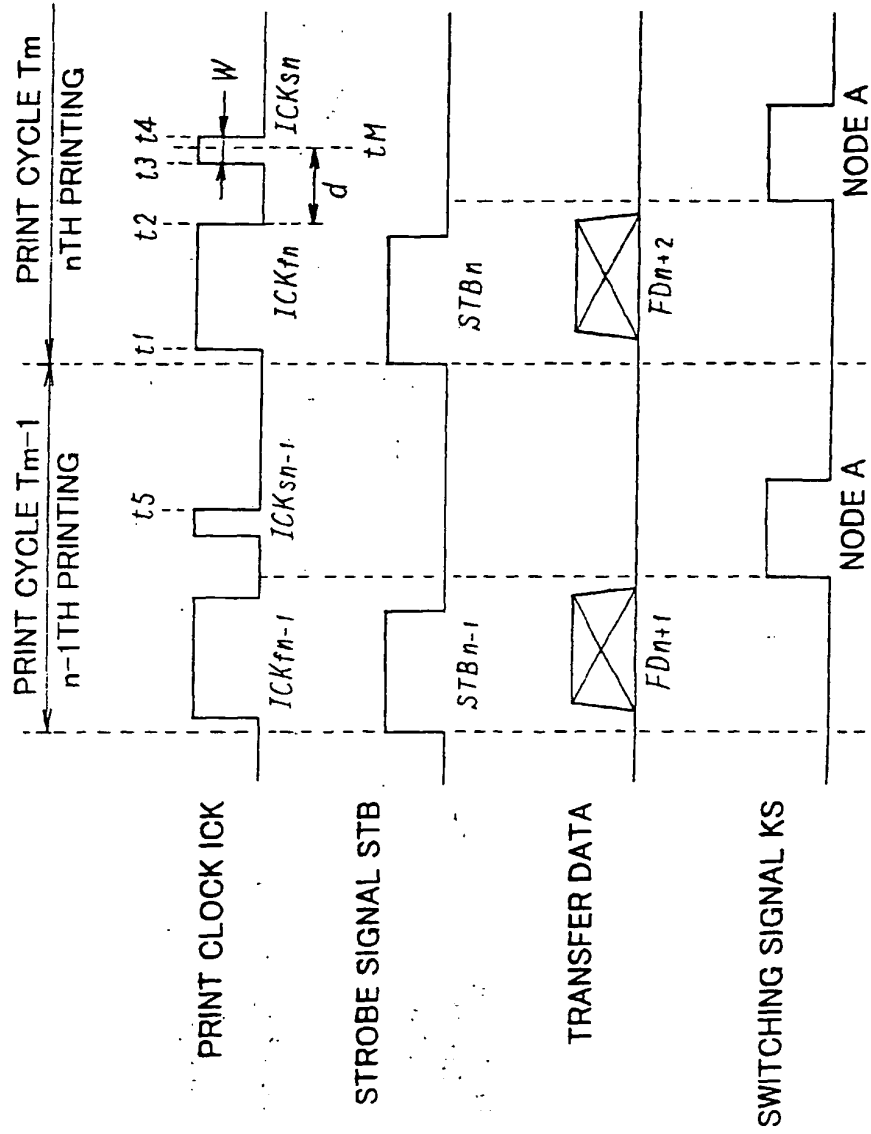 PRINT CYCLE Tm-1
n-1TH PRINTING
PRINT CYCLE Tm
nTH PRINTING
t5
t1
t2
t3
t4
W
PRINT CLOCK ICK
ICKfn-1
ICKsn-1
ICKfn
ICKsn
d
tM
STROBE SIGNAL STB
STBn-1
STBn
TRANSFER DATA
FDn+1
FDn+2
SWITCHING SIGNAL KS
NODE A
NODE A